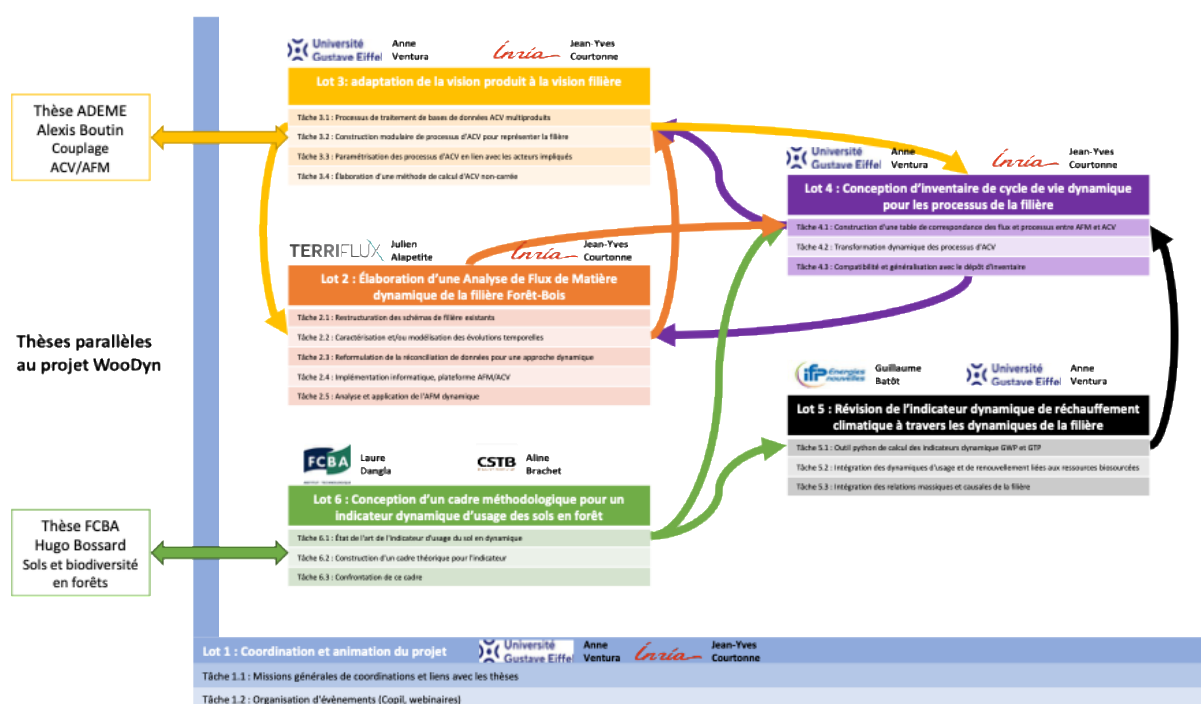 Thèse ADEME
Alexis Boutin
Couplage
ACV/AFM
Thèses parallèles
au projet WooDyn
Thèse FCBA
Hugo Bossard
Sols et biodiversité
en forêts
Université
Gustave Eiffel
Anne
Ventura
Inria
Jean-Yves
Courtonne
Lot 3: adaptation de la vision produit à la vision filière
Tâche 3.1 : Processus de traitement de bases de données ACV multiproduits
Tâche 3.2 : Construction modulaire de processus d'ACV pour représenter la filière
Tâche 3.3 : Paramétrisation des processus d'ACV en lien avec les acteurs impliqués
Tâche 3.4 : Élaboration d'une méthode de calcul d'ACV non-carrée
TERRIFLUX
Julien
Alapetite
Inria
Jean-Yves
Courtonne
Lot 2 : Élaboration d'une Analyse de Flux de Matière
dynamique de la filière Forêt-Bois
Tâche 2.1 : Restructuration des schémas de filière existants
Tâche 2.2 : Caractérisation et/ou modélisation des évolutions temporelles
Tâche 2.3 : Reformulation de la réconciliation de données pour une approche dynamique
Tâche 2.4 : Implémentation informatique, plateforme AFM/ACV
Tâche 2.5 : Analyse et application de l'AFM dynamique
FCBA
Laure
Dangla
CSTB
Aline
Brachet
Lot 6 : Conception d'un cadre méthodologique pour un
indicateur dynamique d'usage des sols en forêt
Tâche 6.1 : État de l'art de l'indicateur d'usage du sol en dynamique
Tâche 6.2 : Construction d'un cadre théorique pour l'indicateur
Tâche 6.3 : Confrontation de ce cadre
Université
Gustave Eiffel
Anne
Ventura
Inria
Jean-Yves
Courtonne
Lot 4 : Conception d'inventaire de cycle de vie dynamique
pour les processus de la filière
Tâche 4.1 : Construction d'une table de correspondance des flux et processus entre AFM et ACV
Tâche 4.2 : Transformation dynamique des processus d'ACV
Tâche 4.3 : Compatibilité et généralisation avec le dépôt d'inventaire
ifp Énergies
nouvelles
Guillaume
Batôt
Université
Gustave Eiffel
Anne
Ventura
Lot 5 : Révision de l'indicateur dynamique de réchauffement
climatique à travers les dynamiques de la filière
Tâche 5.1 : Outil python de calcul des indicateurs dynamique GWP et GTP
Tâche 5.2 : Intégration des dynamiques d'usage et de renouvellement liées aux ressources biosourcées
Tâche 5.3 : Intégration des relations massiques et causales de la filière
Lot 1 : Coordination et animation du projet
Université
Gustave Eiffel
Anne
Ventura
Inria
Jean-Yves
Courtonne
Tâche 1.1 : Missions générales de coordinations et liens avec les thèses
Tâche 1.2 : Organisation d'évènements (Copil, webinaires)